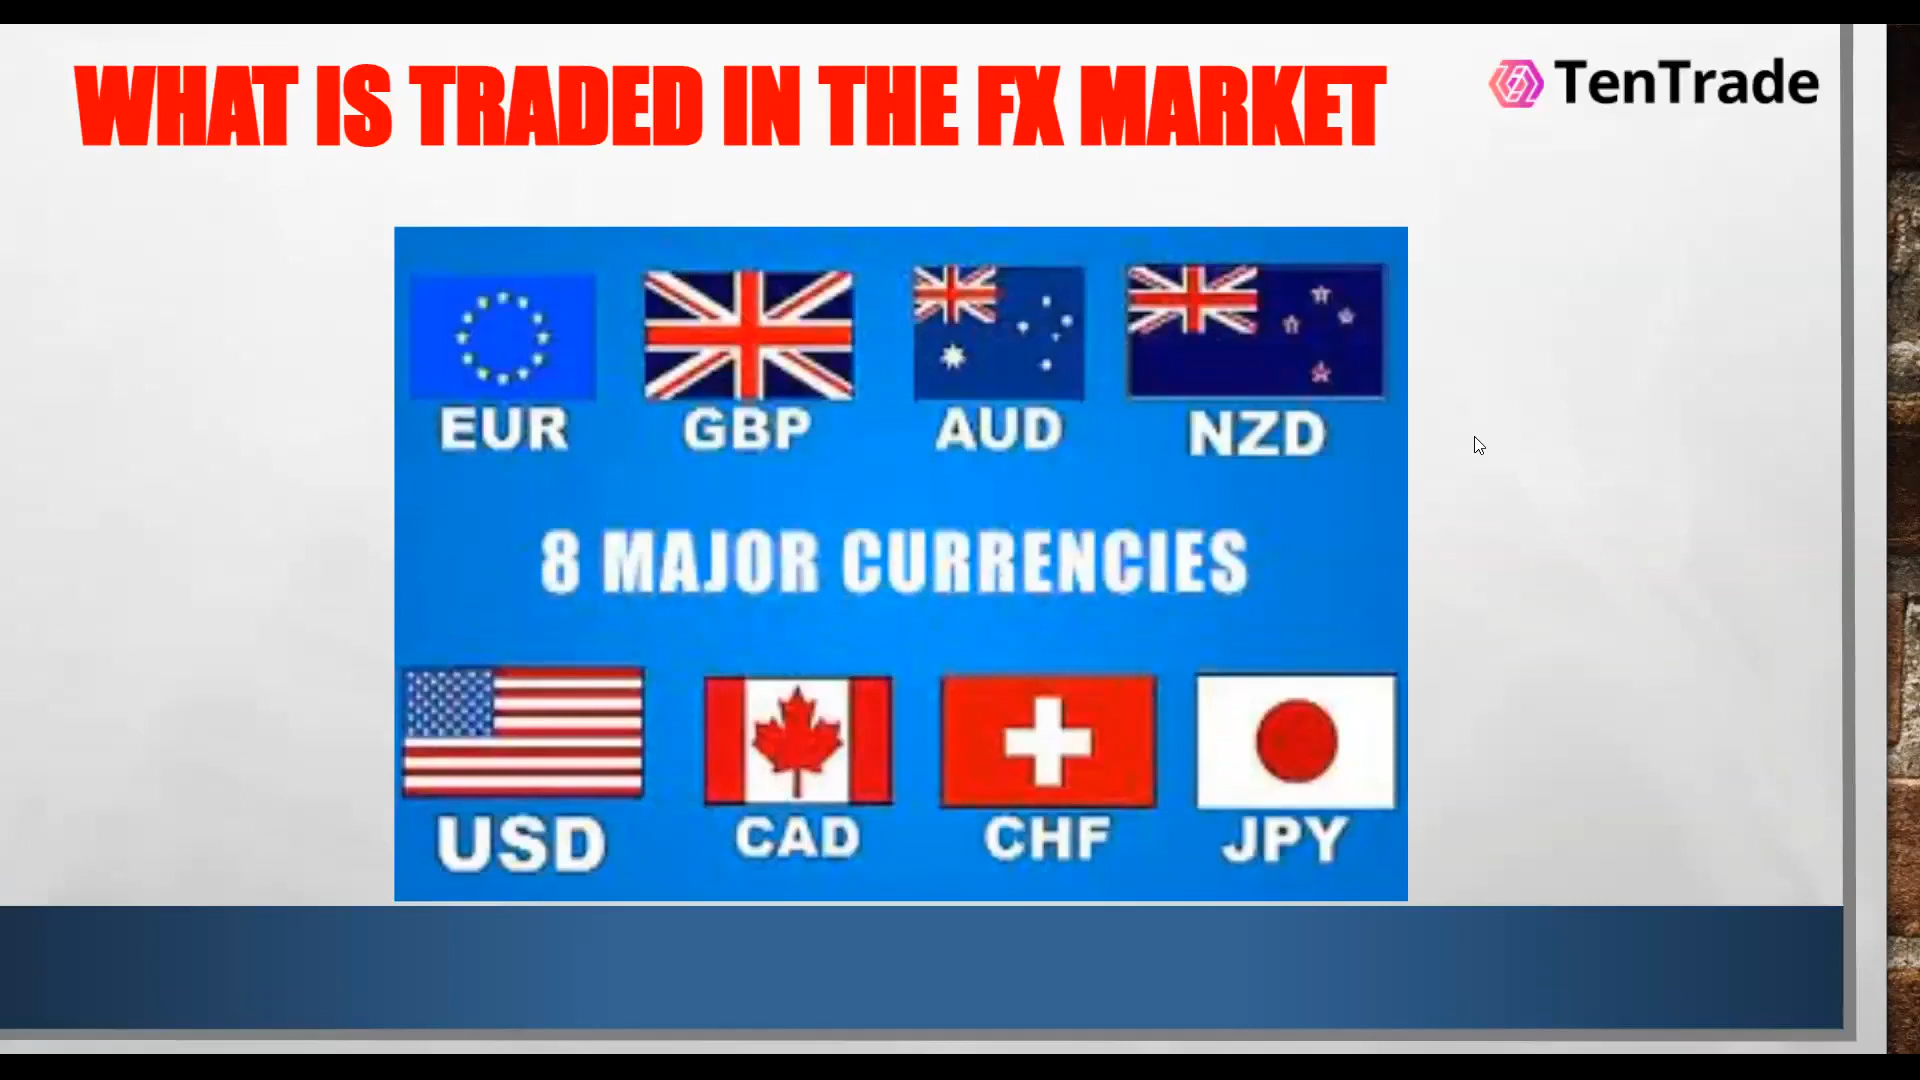 WHAT IS TRADED IN THE FX MARKET
TenTrade
EUR GBP AUD NZD
8 MAJOR CURRENCIES
USD CAD CHF JPY